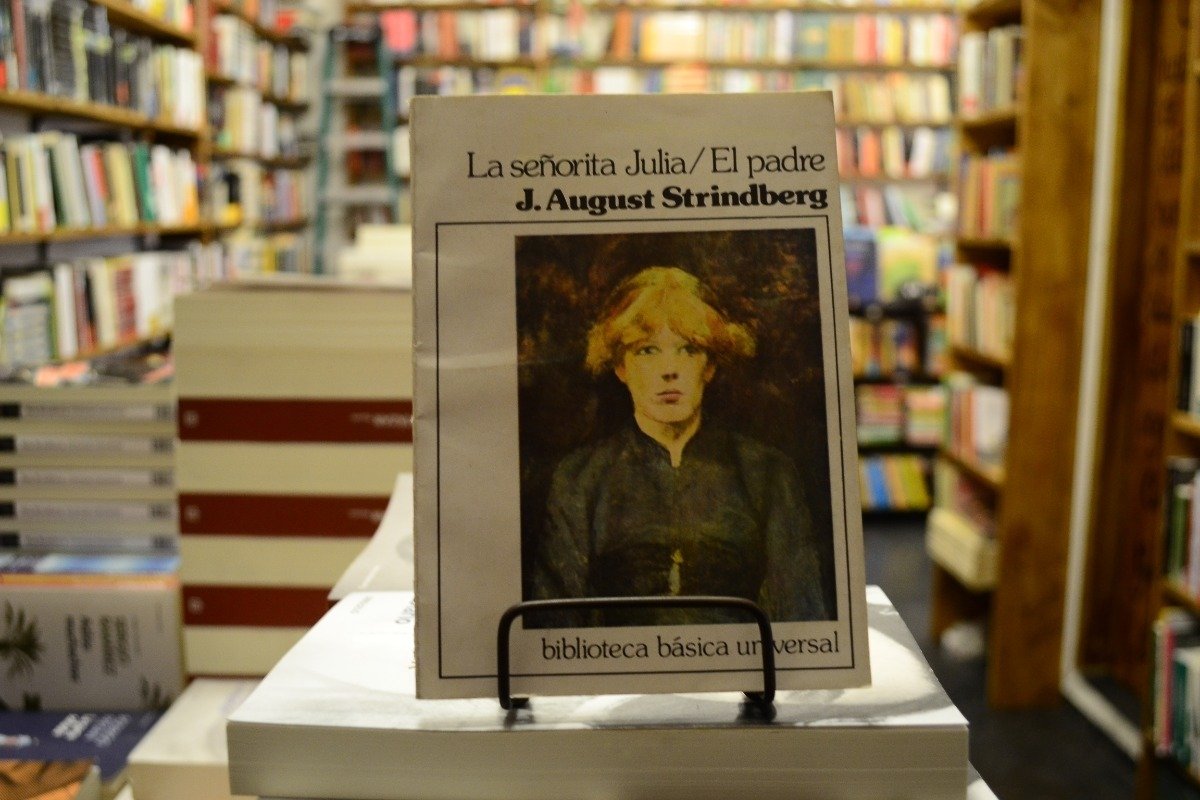 La señorita Julia/El padre
J. August Strindberg
biblioteca básica universal